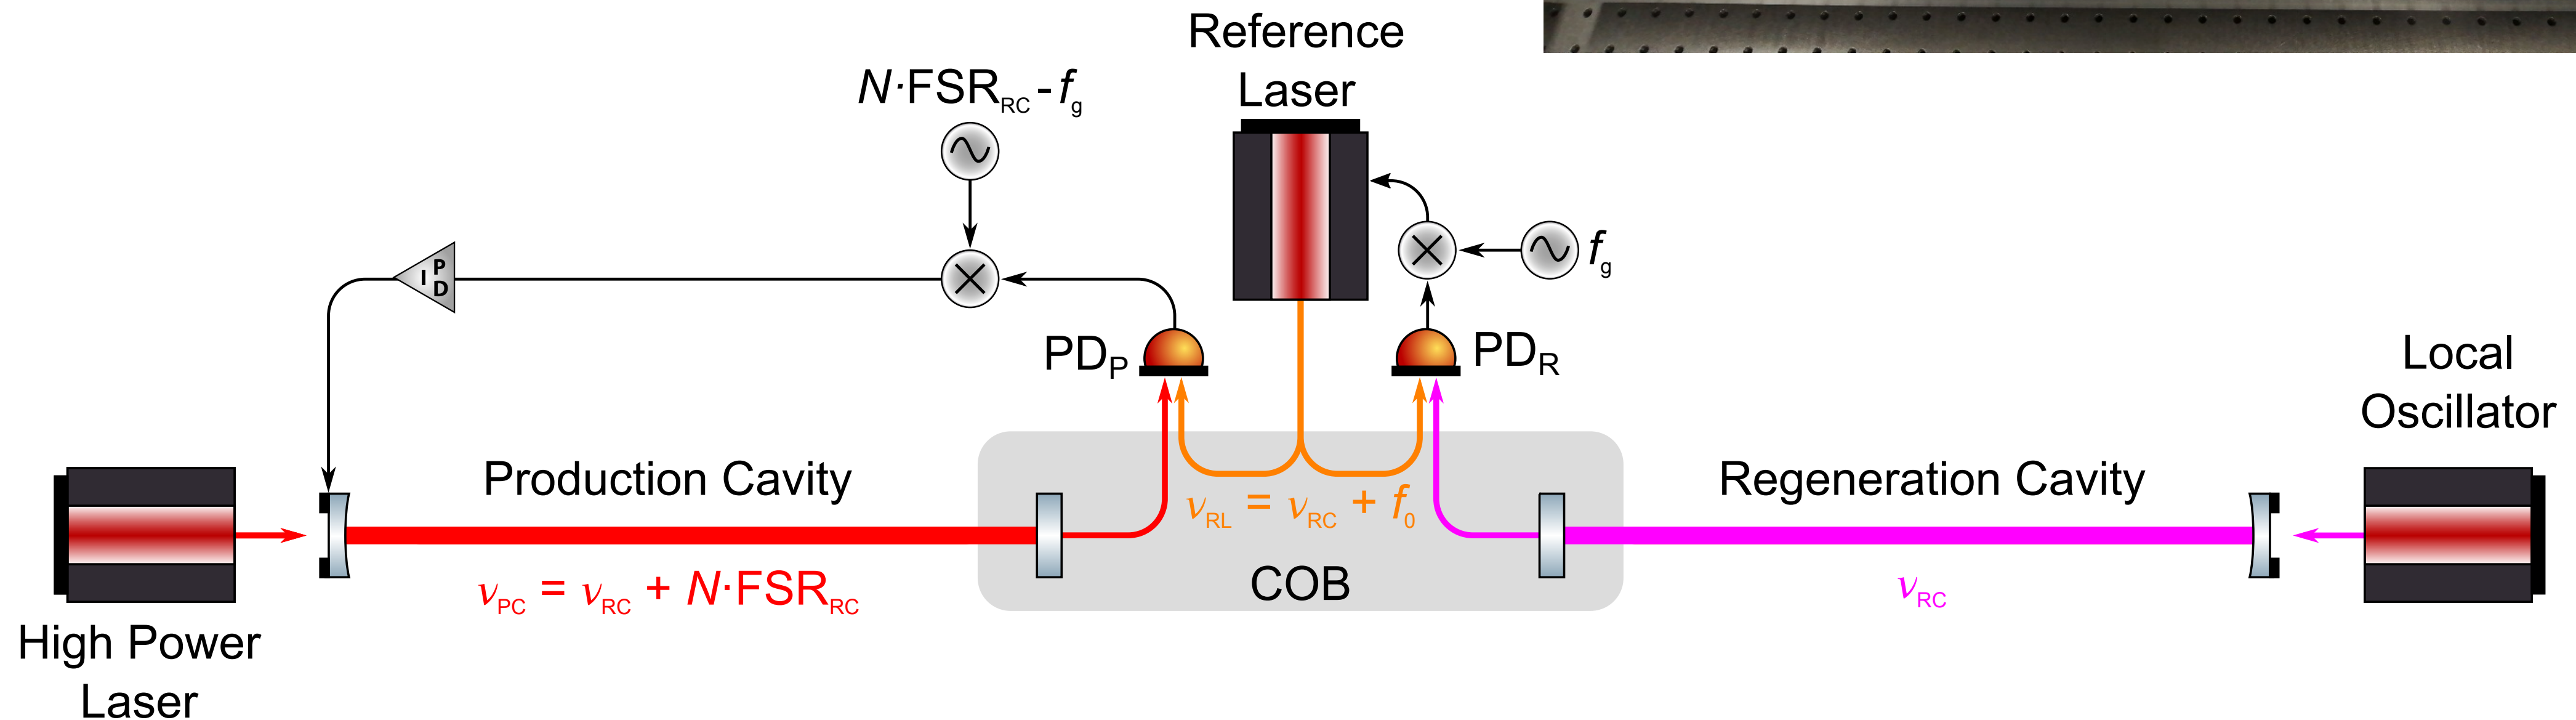 Reference
Laser
N·FSR_RC - f_g
f_g
I P D
PD_P
PD_R
Local
Oscillator
Production Cavity
Regeneration Cavity
ν_RL = ν_RC + f_0
COB
ν_PC = ν_RC + N·FSR_RC
ν_RC
High Power
Laser